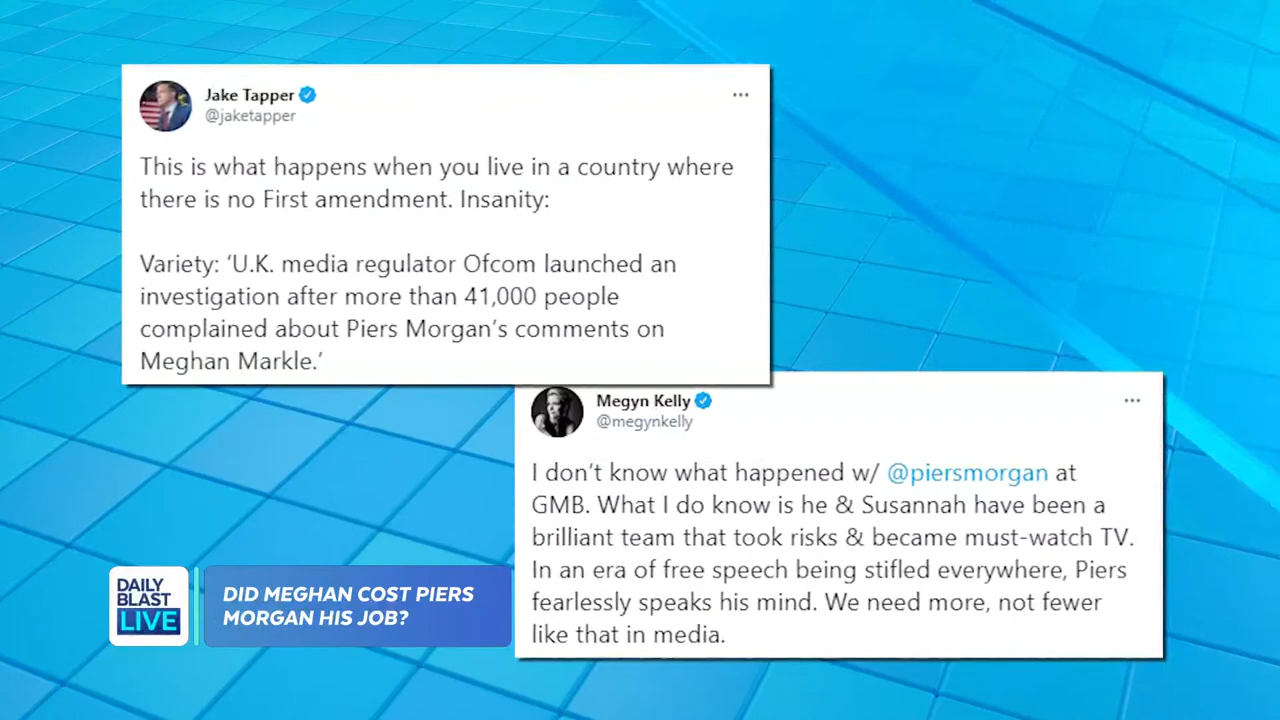 Jake Tapper
@jaketapper
This is what happens when you live in a country where
there is no First amendment. Insanity:
Variety: ‘U.K. media regulator Ofcom launched an
investigation after more than 41,000 people
complained about Piers Morgan’s comments on
Meghan Markle.’
Megyn Kelly
@megynkelly
I don’t know what happened w/ @piersmorgan at
GMB. What I do know is he & Susannah have been a
brilliant team that took risks & became must-watch TV.
In an era of free speech being stifled everywhere, Piers
fearlessly speaks his mind. We need more, not fewer
like that in media.
DAILY
BLAST
LIVE
DID MEGHAN COST PIERS
MORGAN HIS JOB?